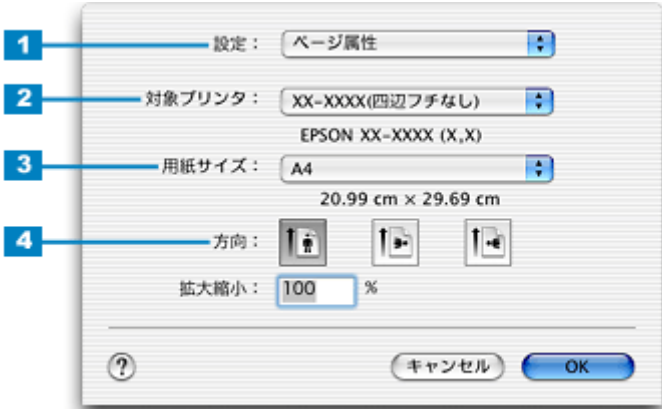 1 設定： ページ属性
2 対象プリンタ： XX-XXXX(四辺フチなし)
EPSON XX-XXXX (X,X)
3 用紙サイズ： A4
20.99 cm × 29.69 cm
4 方向：
拡大縮小： 100 %
? キャンセル OK